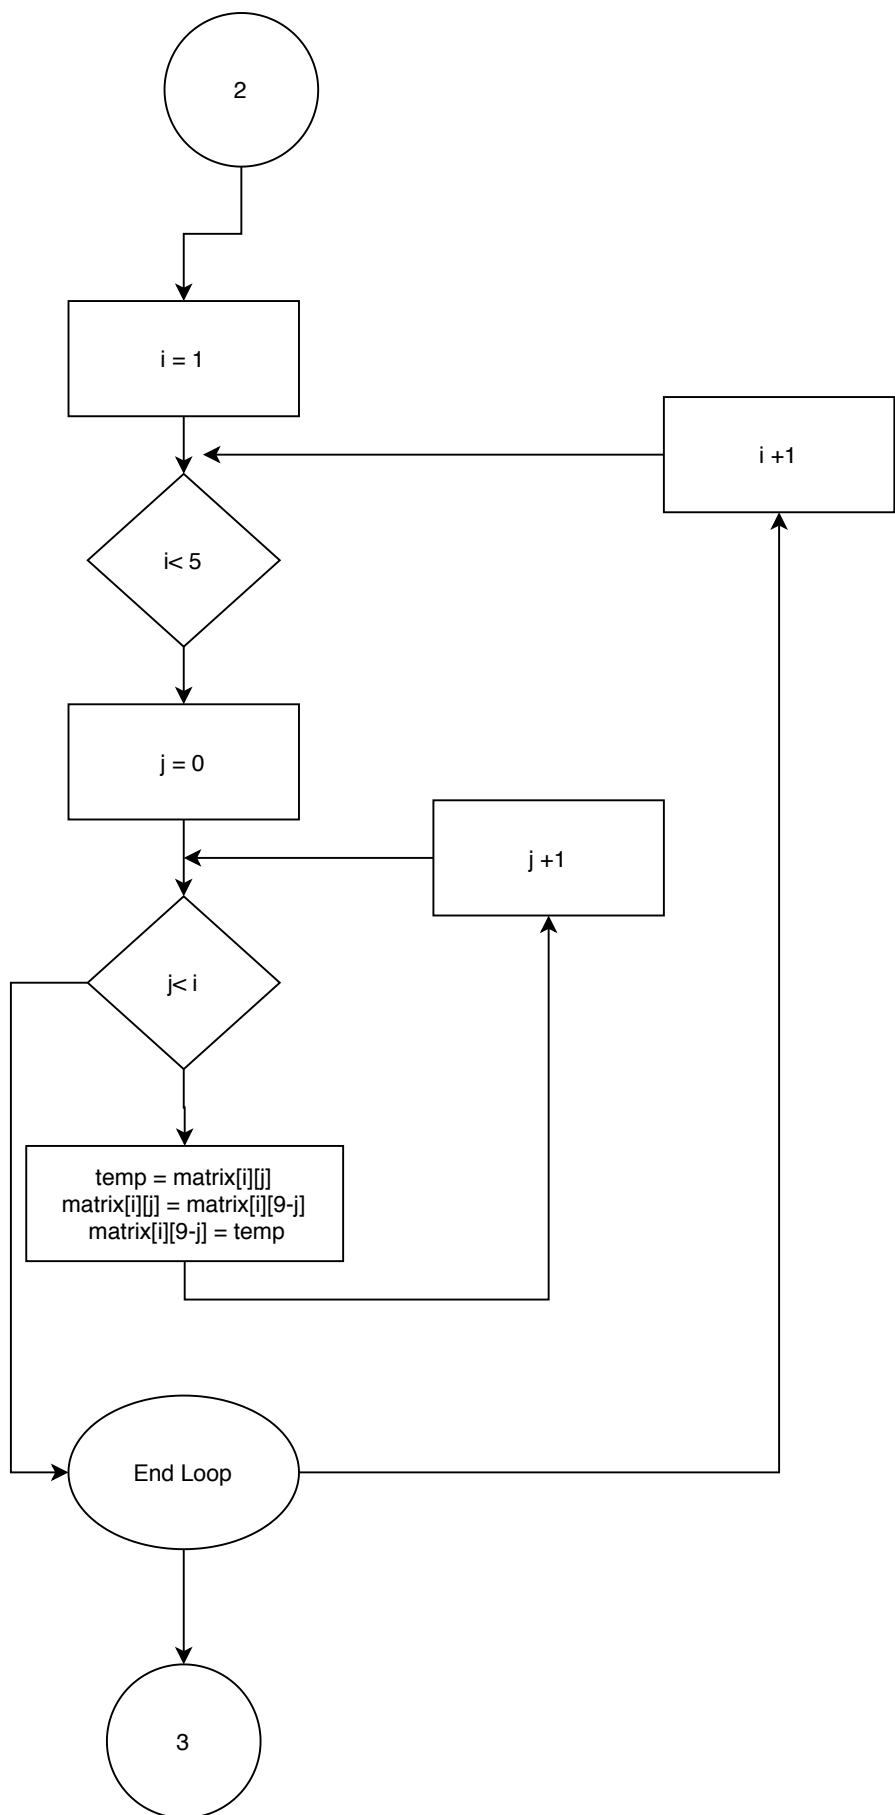 2
i = 1
i +1
i< 5
j = 0
j +1
j< i
temp = matrix[i][j]
matrix[i][j] = matrix[i][9-j]
matrix[i][9-j] = temp
End Loop
3